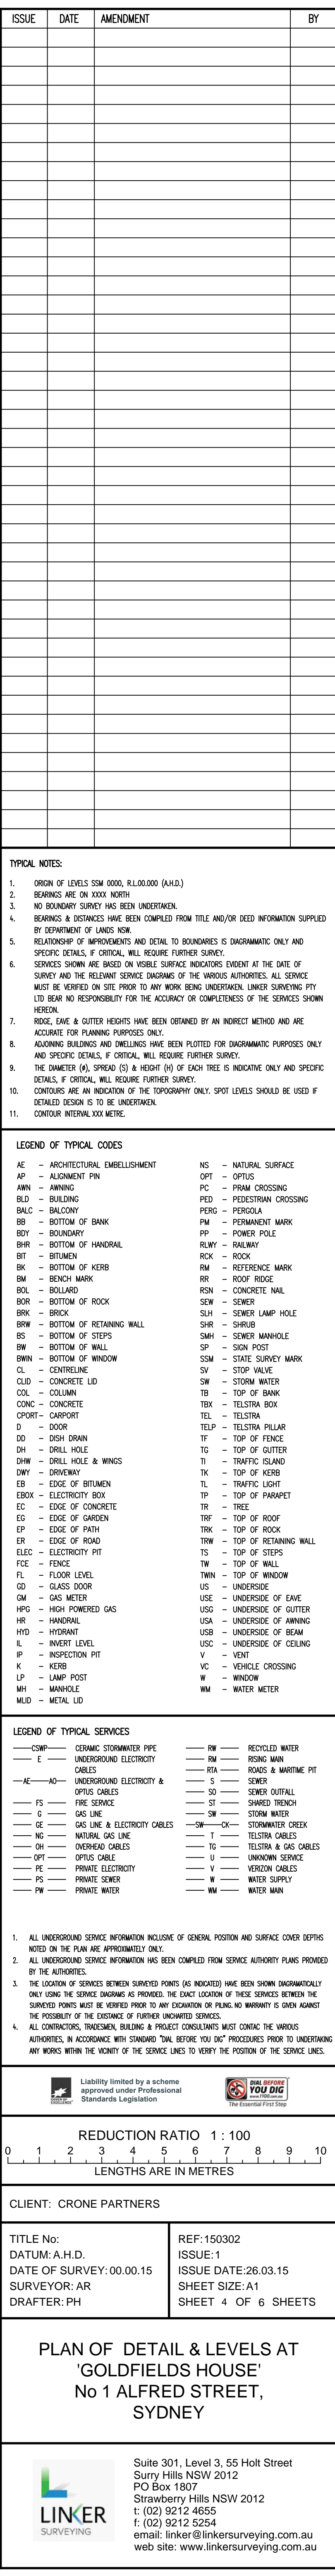 ISSUE DATE AMENDMENT BY
TYPICAL NOTES:
1. ORIGIN OF LEVELS SSM 0000, R.L.00.000 (A.H.D.)
2. BEARINGS ARE ON XXXX NORTH
3. NO BOUNDARY SURVEY HAS BEEN UNDERTAKEN.
4. BEARINGS & DISTANCES HAVE BEEN COMPILED FROM TITLE AND/OR DEED INFORMATION SUPPLIED
BY DEPARTMENT OF LANDS NSW.
5. RELATIONSHIP OF IMPROVEMENTS AND DETAIL TO BOUNDARIES IS DIAGRAMMATIC ONLY AND
SPECIFIC DETAILS, IF CRITICAL, WILL REQUIRE FURTHER SURVEY.
6. SERVICES SHOWN ARE BASED ON VISIBLE SURFACE INDICATORS EVIDENT AT THE DATE OF
SURVEY AND THE RELEVANT SERVICE DIAGRAMS OF THE VARIOUS AUTHORITIES. ALL SERVICE
MUST BE VERIFIED ON SITE PRIOR TO ANY WORK BEING UNDERTAKEN. LINKER SURVEYING PTY
LTD BEAR NO RESPONSIBILITY FOR THE ACCURACY OR COMPLETENESS OF THE SERVICES SHOWN
HEREON.
7. RIDGE, EAVE & GUTTER HEIGHTS HAVE BEEN OBTAINED BY AN INDIRECT METHOD AND ARE
ACCURATE FOR PLANNING PURPOSES ONLY.
8. ADJOINING BUILDINGS AND DWELLINGS HAVE BEEN PLOTTED FOR DIAGRAMMATIC PURPOSES ONLY
AND SPECIFIC DETAILS, IF CRITICAL, WILL REQUIRE FURTHER SURVEY.
9. THE DIAMETER (ø), SPREAD (S) & HEIGHT (H) OF EACH TREE IS INDICATIVE ONLY AND SPECIFIC
DETAILS, IF CRITICAL, WILL REQUIRE FURTHER SURVEY.
10. CONTOURS ARE AN INDICATION OF THE TOPOGRAPHY ONLY. SPOT LEVELS SHOULD BE USED IF
DETAILED DESIGN IS TO BE UNDERTAKEN.
11. CONTOUR INTERVAL XXX METRE.
LEGEND OF TYPICAL CODES
AE – ARCHITECTURAL EMBELLISHMENT
AP – ALIGNMENT PIN
AWN – AWNING
BLD – BUILDING
BALC – BALCONY
BB – BOTTOM OF BANK
BDY – BOUNDARY
BHR – BOTTOM OF HANDRAIL
BIT – BITUMEN
BK – BOTTOM OF KERB
BM – BENCH MARK
BOL – BOLLARD
BOR – BOTTOM OF ROCK
BRK – BRICK
BRW – BOTTOM OF RETAINING WALL
BS – BOTTOM OF STEPS
BW – BOTTOM OF WALL
BWIN – BOTTOM OF WINDOW
CL – CENTRELINE
CLID – CONCRETE LID
COL – COLUMN
CONC – CONCRETE
CPORT– CARPORT
D – DOOR
DD – DISH DRAIN
DH – DRILL HOLE
DHW – DRILL HOLE & WINGS
DWY – DRIVEWAY
EB – EDGE OF BITUMEN
EBOX – ELECTRICITY BOX
EC – EDGE OF CONCRETE
EG – EDGE OF GARDEN
EP – EDGE OF PATH
ER – EDGE OF ROAD
ELEC – ELECTRICITY PIT
FCE – FENCE
FL – FLOOR LEVEL
GD – GLASS DOOR
GM – GAS METER
HPG – HIGH POWERED GAS
HR – HANDRAIL
HYD – HYDRANT
IL – INVERT LEVEL
IP – INSPECTION PIT
K – KERB
LP – LAMP POST
MH – MANHOLE
MLID – METAL LID
NS – NATURAL SURFACE
OPT – OPTUS
PC – PRAM CROSSING
PED – PEDESTRIAN CROSSING
PERG – PERGOLA
PM – PERMANENT MARK
PP – POWER POLE
RLWY – RAILWAY
RCK – ROCK
RM – REFERENCE MARK
RR – ROOF RIDGE
RSN – CONCRETE NAIL
SEW – SEWER
SLH – SEWER LAMP HOLE
SHR – SHRUB
SMH – SEWER MANHOLE
SP – SIGN POST
SSM – STATE SURVEY MARK
SV – STOP VALVE
SW – STORM WATER
TB – TOP OF BANK
TBX – TELSTRA BOX
TEL – TELSTRA
TELP – TELSTRA PILLAR
TF – TOP OF FENCE
TG – TOP OF GUTTER
TI – TRAFFIC ISLAND
TK – TOP OF KERB
TL – TRAFFIC LIGHT
TP – TOP OF PARAPET
TR – TREE
TRF – TOP OF ROOF
TRK – TOP OF ROCK
TRW – TOP OF RETAINING WALL
TS – TOP OF STEPS
TW – TOP OF WALL
TWIN – TOP OF WINDOW
US – UNDERSIDE
USE – UNDERSIDE OF EAVE
USG – UNDERSIDE OF GUTTER
USA – UNDERSIDE OF AWNING
USB – UNDERSIDE OF BEAM
USC – UNDERSIDE OF CEILING
V – VENT
VC – VEHICLE CROSSING
W – WINDOW
WM – WATER METER
LEGEND OF TYPICAL SERVICES
CSWP CERAMIC STORMWATER PIPE
E UNDERGROUND ELECTRICITY
CABLES
AE AO UNDERGROUND ELECTRICITY &
OPTUS CABLES
FS FIRE SERVICE
G GAS LINE
GE GAS LINE & ELECTRICITY CABLES
NG NATURAL GAS LINE
OH OVERHEAD CABLES
OPT OPTUS CABLE
PE PRIVATE ELECTRICITY
PS PRIVATE SEWER
PW PRIVATE WATER
RW RECYCLED WATER
RM RISING MAIN
RTA ROADS & MARITIME PIT
S SEWER
SO SEWER OUTFALL
ST SHARED TRENCH
SW STORM WATER
SW CK STORMWATER CREEK
T TELSTRA CABLES
TG TELSTRA & GAS CABLES
U UNKNOWN SERVICE
V VERIZON CABLES
W WATER SUPPLY
WM WATER MAIN
1. ALL UNDERGROUND SERVICE INFORMATION INCLUSIVE OF GENERAL POSITION AND SURFACE COVER DEPTHS
NOTED ON THE PLAN ARE APPROXIMATELY ONLY.
2. ALL UNDERGROUND SERVICE INFORMATION HAS BEEN COMPILED FROM SERVICE AUTHORITY PLANS PROVIDED
BY THE AUTHORITIES.
3. THE LOCATION OF SERVICES BETWEEN SURVEYED POINTS (AS INDICATED) HAVE BEEN SHOWN DIAGRAMMATICALLY
ONLY USING THE SERVICE DIAGRAMS AS PROVIDED. THE EXACT LOCATION OF THESE SERVICES BETWEEN THE
SURVEYED POINTS MUST BE VERIFIED PRIOR TO ANY EXCAVATION OR PILING. NO WARRANTY IS GIVEN AGAINST
THE POSSIBILITY OF THE EXISTANCE OF FURTHER UNCHARTED SERVICES.
4. ALL CONTRACTORS, TRADESMEN, BUILDING & PROJECT CONSULTANTS MUST CONTAC THE VARIOUS
AUTHORITIES, IN ACCORDANCE WITH STANDARD "DIAL BEFORE YOU DIG" PROCEDURES PRIOR TO UNDERTAKING
ANY WORKS WITHIN THE VICINITY OF THE SERVICE LINES TO VERIFY THE POSITION OF THE SERVICE LINES.
Liability limited by a scheme
approved under Professional
Standards Legislation
DIAL BEFORE
YOU DIG
www.1100.com.au
The Essential First Step
REDUCTION RATIO 1 : 100
0 1 2 3 4 5 6 7 8 9 10
LENGTHS ARE IN METRES
CLIENT: CRONE PARTNERS
TITLE No:
DATUM: A.H.D.
DATE OF SURVEY: 00.00.15
SURVEYOR: AR
DRAFTER: PH
REF: 150302
ISSUE: 1
ISSUE DATE: 26.03.15
SHEET SIZE: A1
SHEET 4 OF 6 SHEETS
PLAN OF DETAIL & LEVELS AT
'GOLDFIELDS HOUSE'
No 1 ALFRED STREET,
SYDNEY
LINKER
SURVEYING
Suite 301, Level 3, 55 Holt Street
Surry Hills NSW 2012
PO Box 1807
Strawberry Hills NSW 2012
t: (02) 9212 4655
f: (02) 9212 5254
email: linker@linkersurveying.com.au
web site: www.linkersurveying.com.au